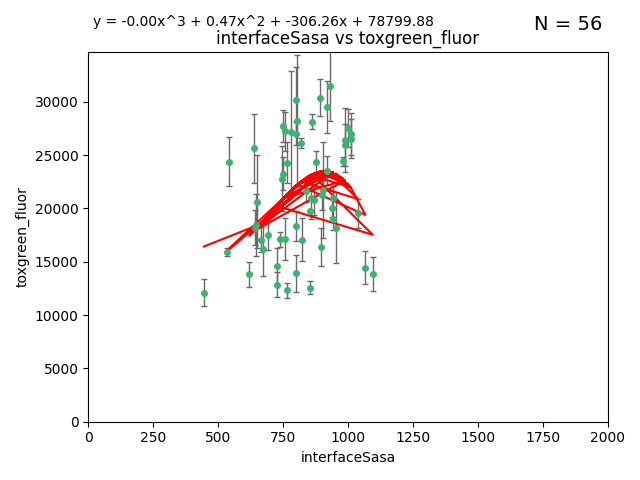 y = -0.00x^3 + 0.47x^2 + -306.26x + 78799.88
N = 56
interfaceSasa vs toxgreen_fluor
30000
25000
20000
15000
10000
5000
0
toxgreen_fluor
0 250 500 750 1000 1250 1500 1750 2000
interfaceSasa